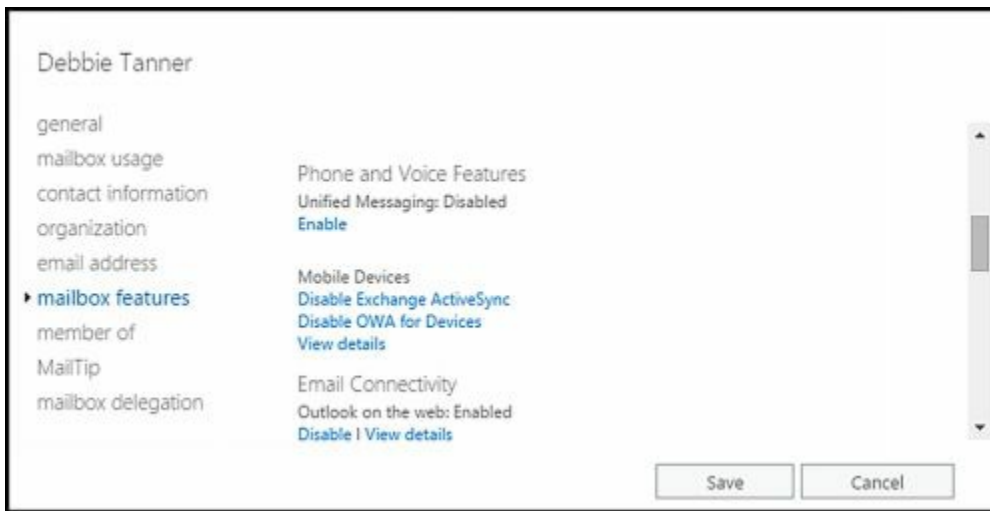 Debbie Tanner
general
mailbox usage
contact information
organization
email address
mailbox features
member of
MailTip
mailbox delegation
Phone and Voice Features
Unified Messaging: Disabled
Enable
Mobile Devices
Disable Exchange ActiveSync
Disable OWA for Devices
View details
Email Connectivity
Outlook on the web: Enabled
Disable | View details
Save
Cancel